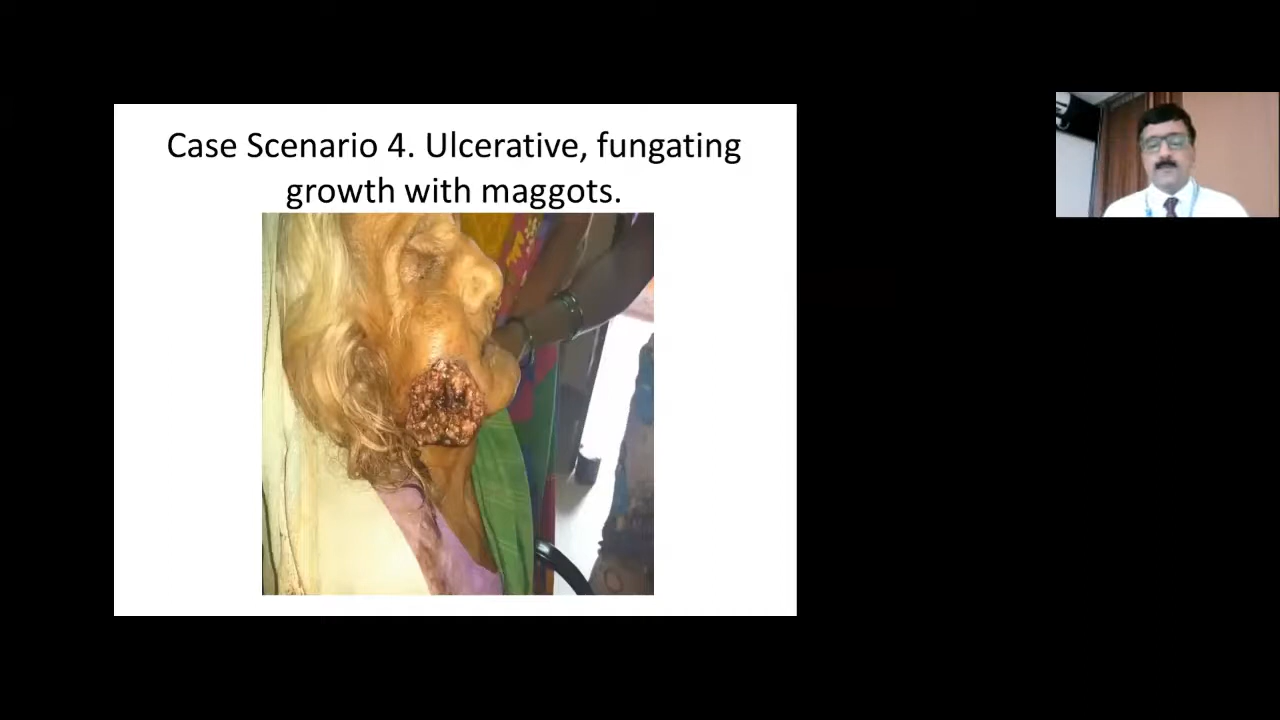 Case Scenario 4. Ulcerative, fungating
growth with maggots.